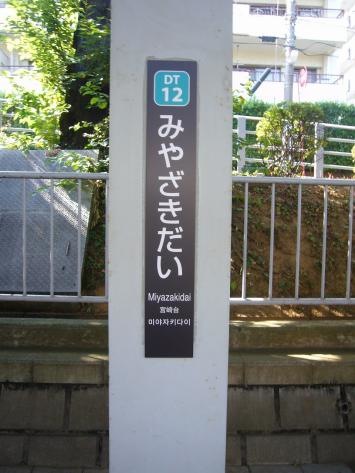 DT
12
みやざきだい
Miyazakidai
宮崎台
미야자키다이